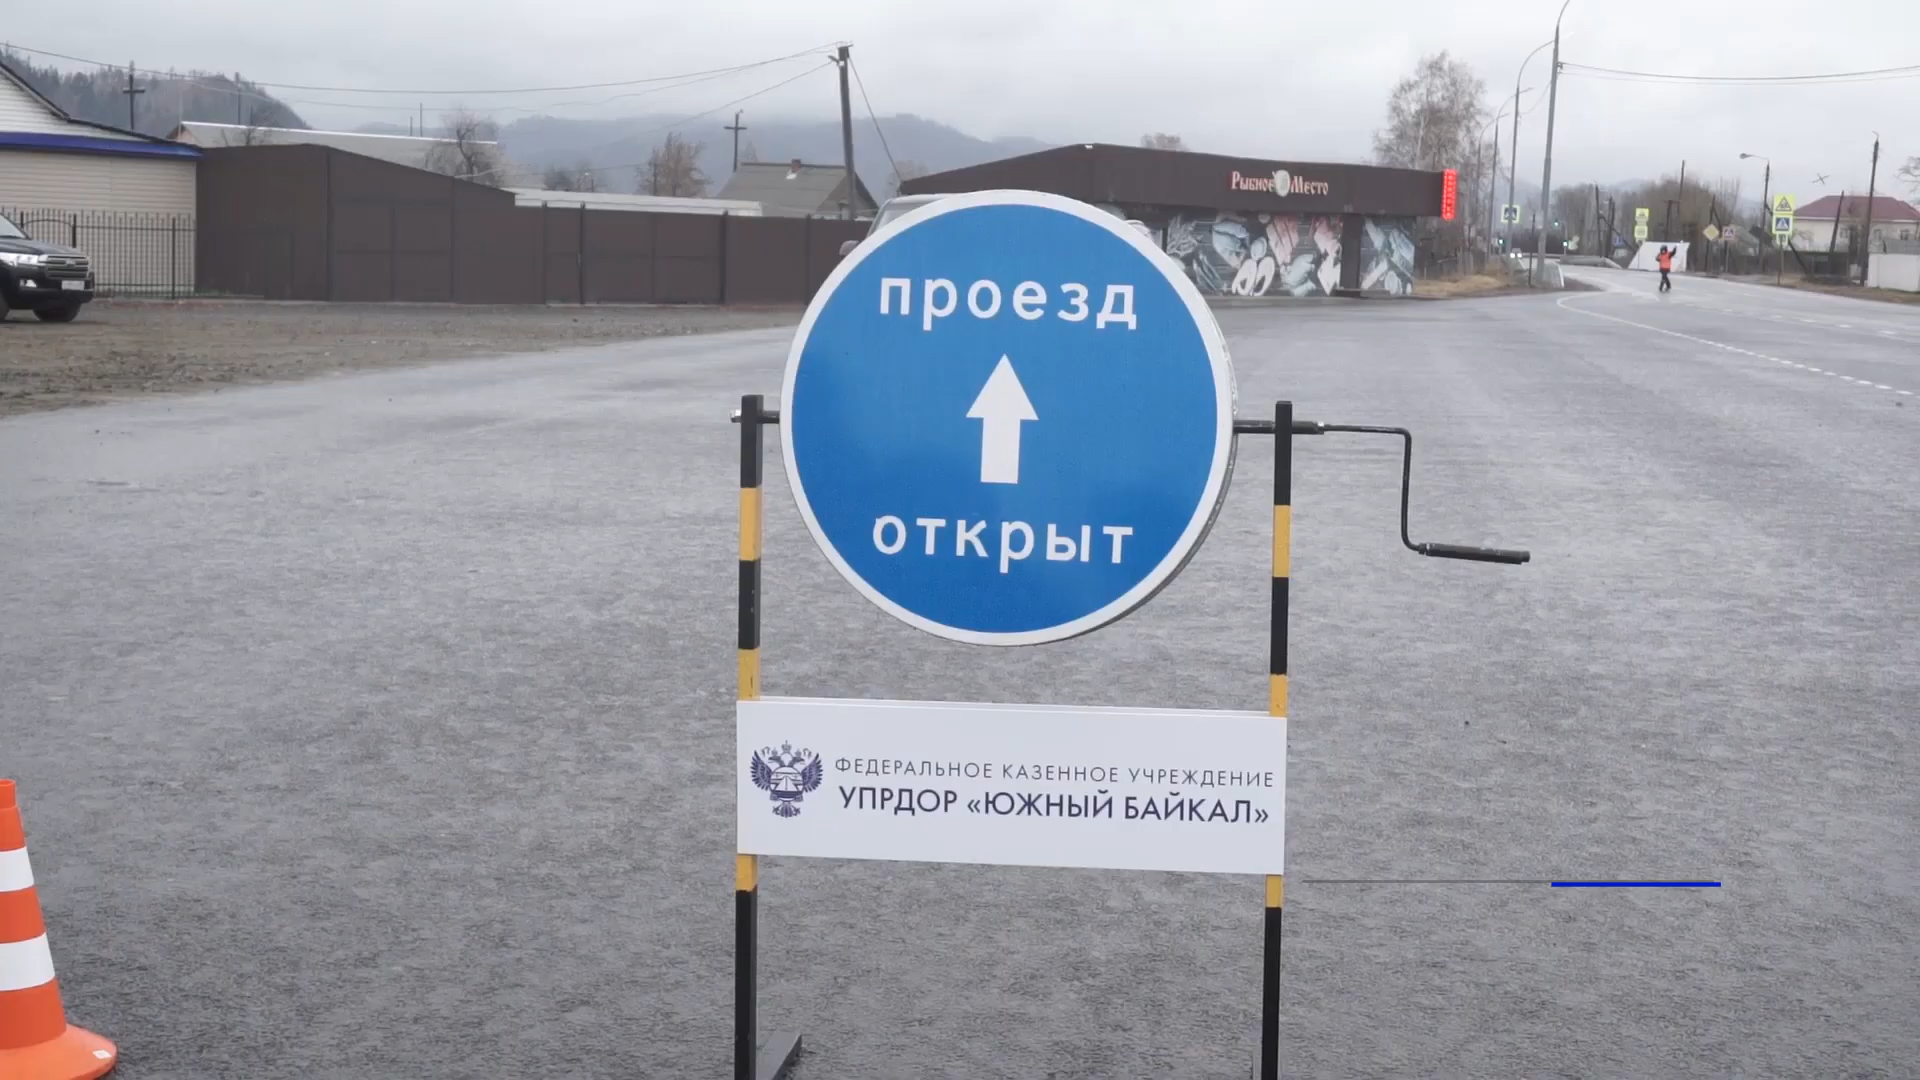 Рыбное Место
проезд
открыт
ФЕДЕРАЛЬНОЕ КАЗЕННОЕ УЧРЕЖДЕНИЕ
УПРДОР «ЮЖНЫЙ БАЙКАЛ»